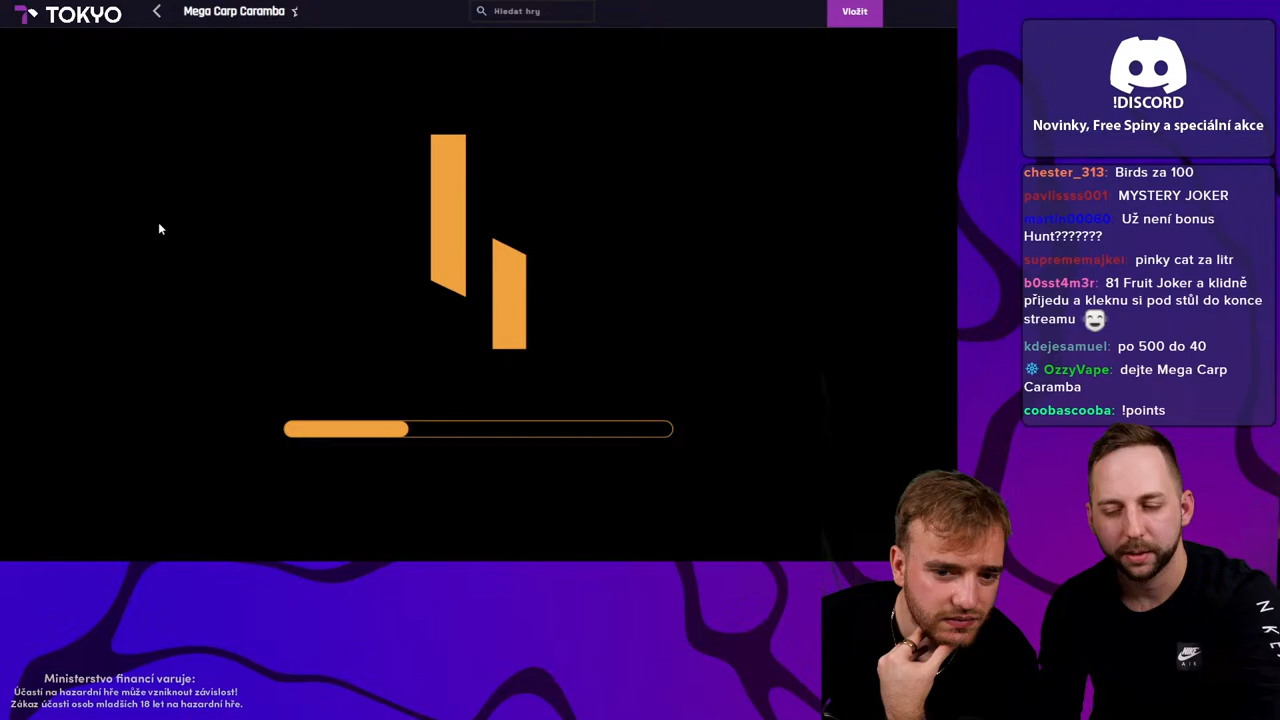 TOKYO
Mega Carp Caramba
Hledat hry
Vložit
!DISCORD
Novinky, Free Spiny a speciální akce
chester_313: Birds za 100
pavlissss001: MYSTERY JOKER
martin00060: Už není bonus
Hunt???????
suprememajkel: pinky cat za litr
b0sst4m3r: 81 Fruit Joker a klidně
přijedu a kleknu si pod stůl do konce
streamu
kdejesamuel: po 500 do 40
OzzyVape: dejte Mega Carp
Caramba
coobascooba: !points
NIKE
AIR
Ministerstvo financí varuje:
Účastí na hazardní hře může vzniknout závislost!
Zákaz účasti osob mladších 18 let na hazardní hře.